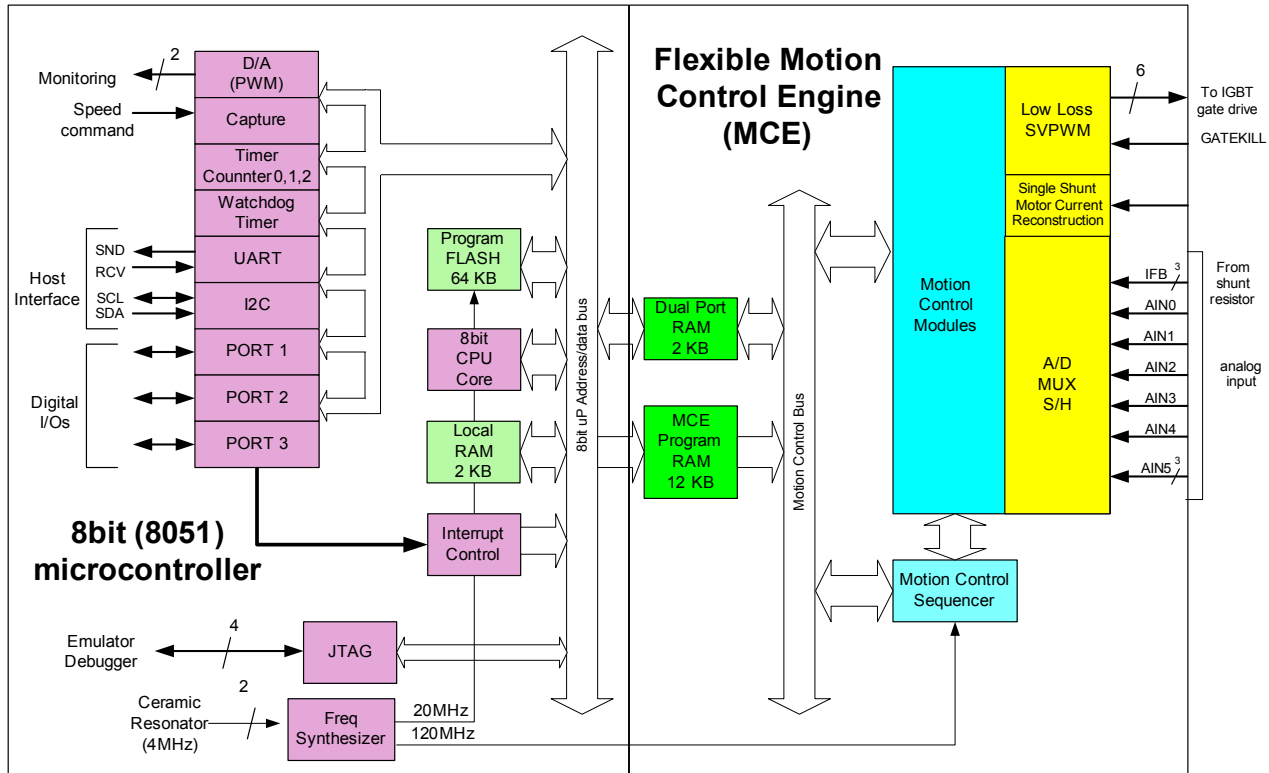 2
Monitoring
Speed
command
D/A
(PWM)
Capture
Timer
Counnter0,1,2
Watchdog
Timer
UART
I2C
PORT 1
PORT 2
PORT 3
SND
RCV
SCL
SDA
Host
Interface
Digital
I/Os
8bit (8051)
microcontroller
Program
FLASH
64 KB
8bit
CPU
Core
Local
RAM
2 KB
Interrupt
Control
Emulator
Debugger
4
JTAG
Ceramic
Resonator
(4MHz)
2
Freq
Synthesizer
20MHz
120MHz
8bit uP Address/data bus
Flexible Motion
Control Engine
(MCE)
Dual Port
RAM
2 KB
MCE
Program
RAM
12 KB
Motion Control Bus
Motion
Control
Modules
Low Loss
SVPWM
Single Shunt
Motor Current
Reconstruction
A/D
MUX
S/H
Motion Control
Sequencer
6
To IGBT
gate drive
GATEKILL
IFB
3
From
shunt
resistor
AIN0
AIN1
AIN2
AIN3
AIN4
AIN5
3
analog
input